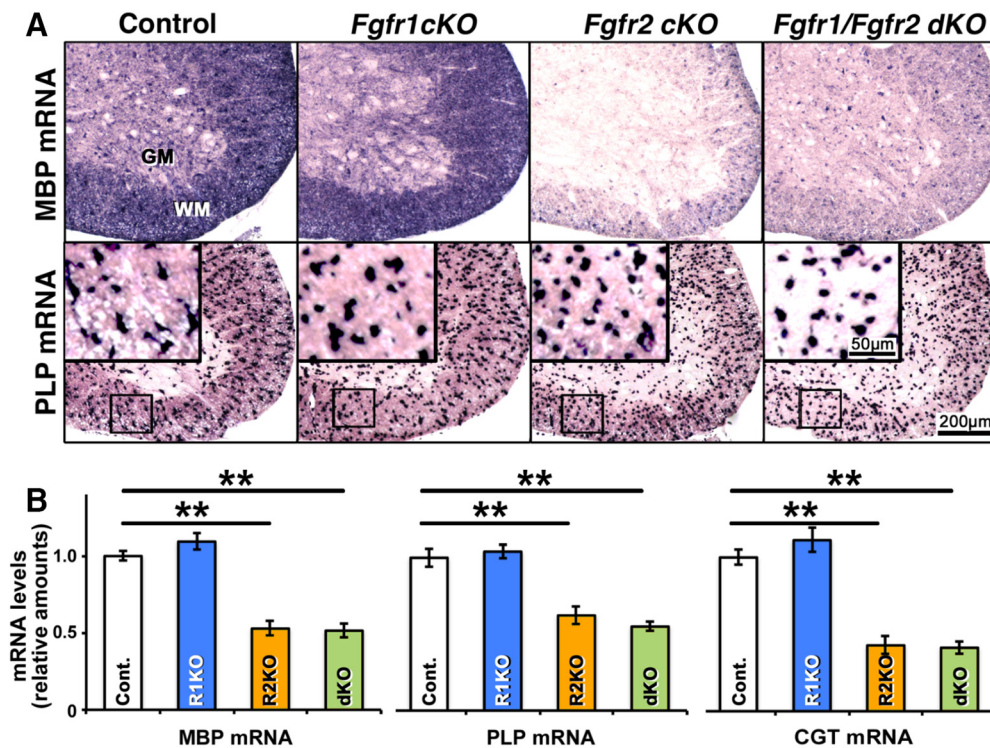 A
Control
Fgfr1cKO
Fgfr2 cKO
Fgfr1/Fgfr2 dKO
MBP mRNA
GM
WM
PLP mRNA
50µm
200µm
B
mRNA levels
(relative amounts)
1.0
0.5
0
**
**
Cont.
R1KO
R2KO
dKO
MBP mRNA
**
**
Cont.
R1KO
R2KO
dKO
PLP mRNA
**
**
Cont.
R1KO
R2KO
dKO
CGT mRNA